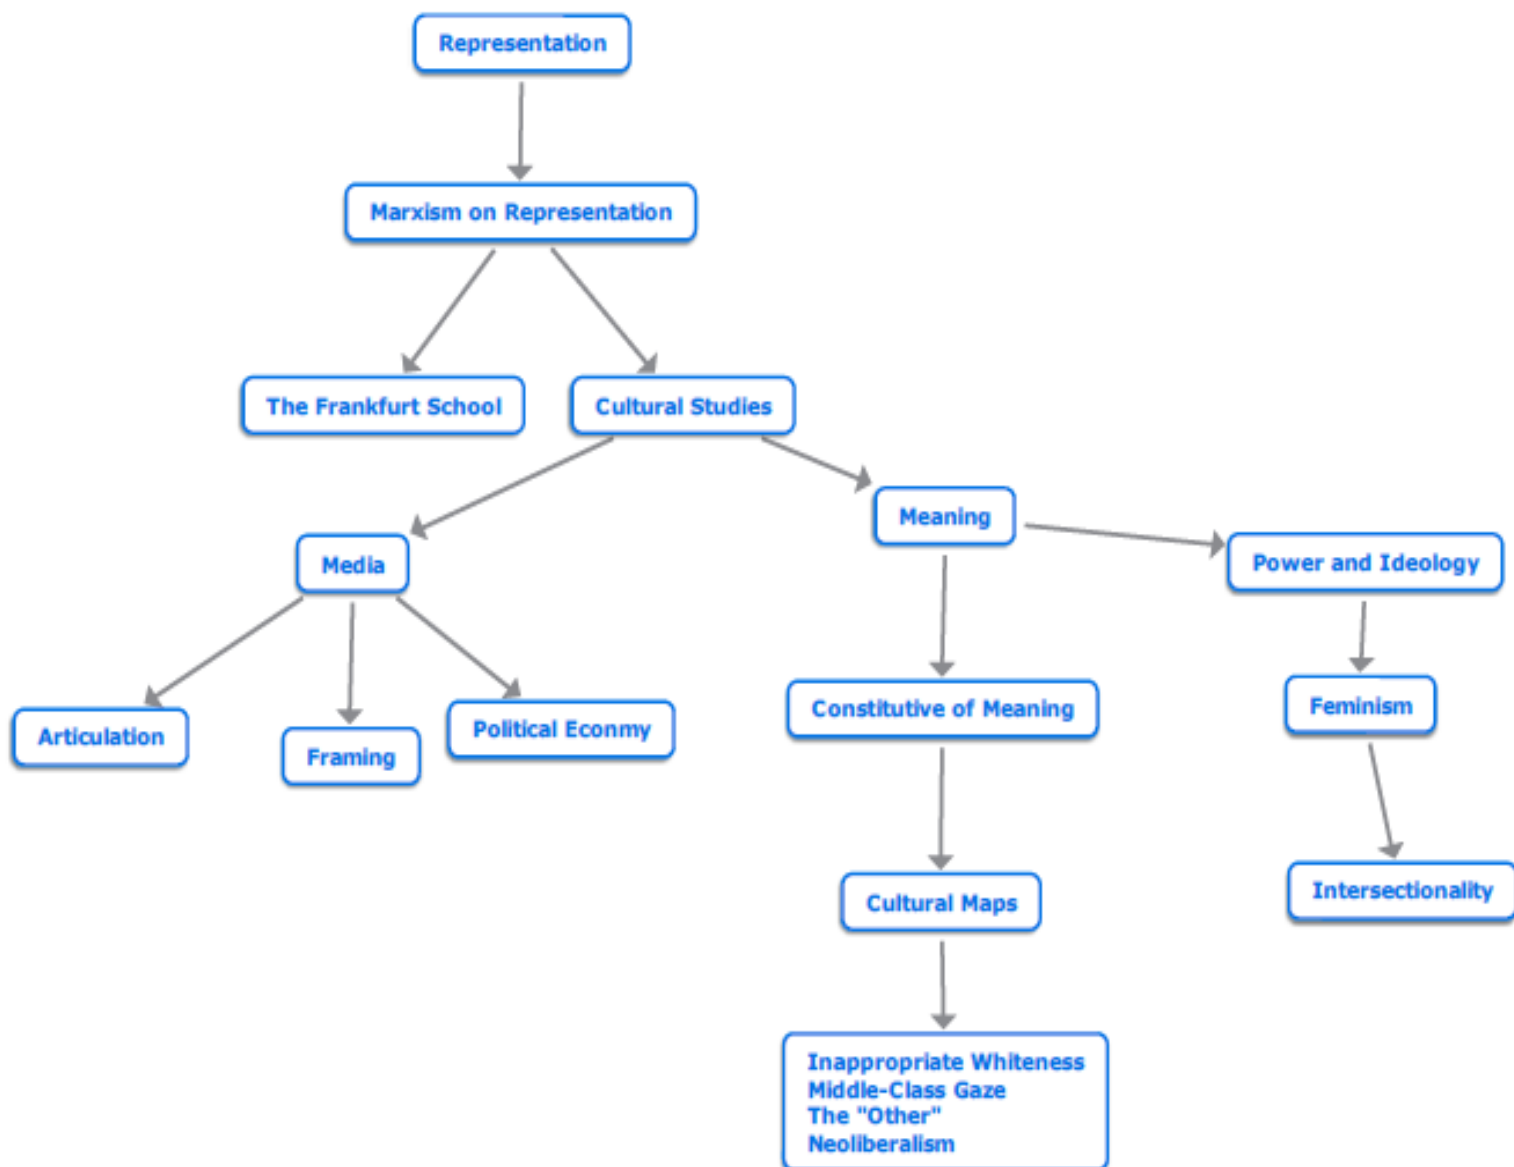 Representation
Marxism on Representation
The Frankfurt School
Cultural Studies
Media
Meaning
Power and Ideology
Articulation
Framing
Political Econmy
Constitutive of Meaning
Feminism
Cultural Maps
Intersectionality
Inappropriate Whiteness
Middle-Class Gaze
The "Other"
Neoliberalism